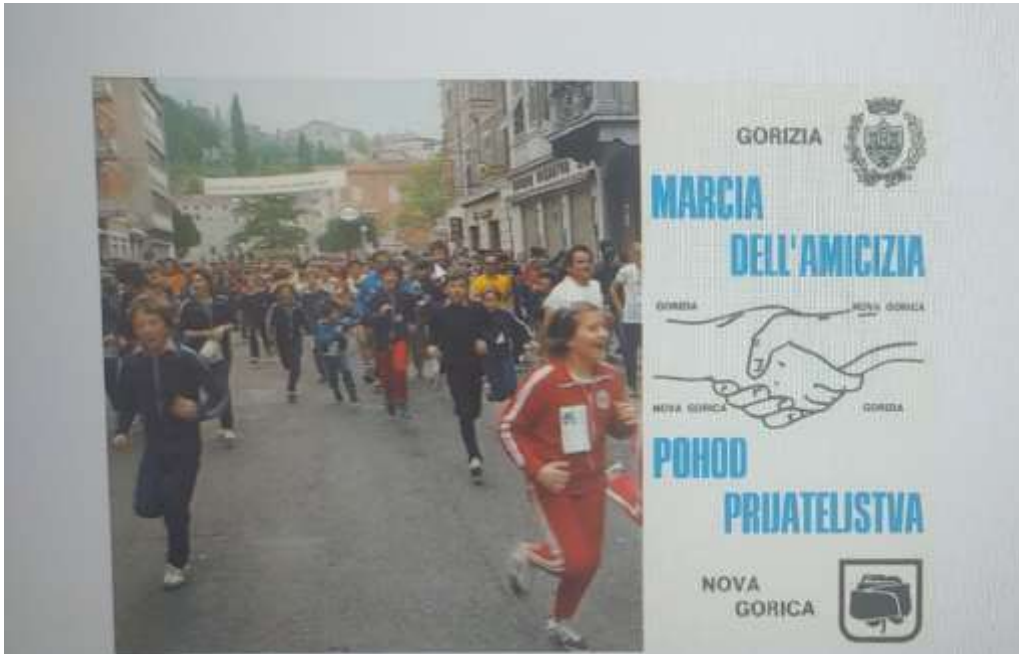 GORIZIA
MARCIA
DELL'AMICIZIA
GORIZIA
NOVA GORICA
NOVA GORICA
GORIZIA
POHOD
PRIJATELJSTVA
NOVA
GORICA